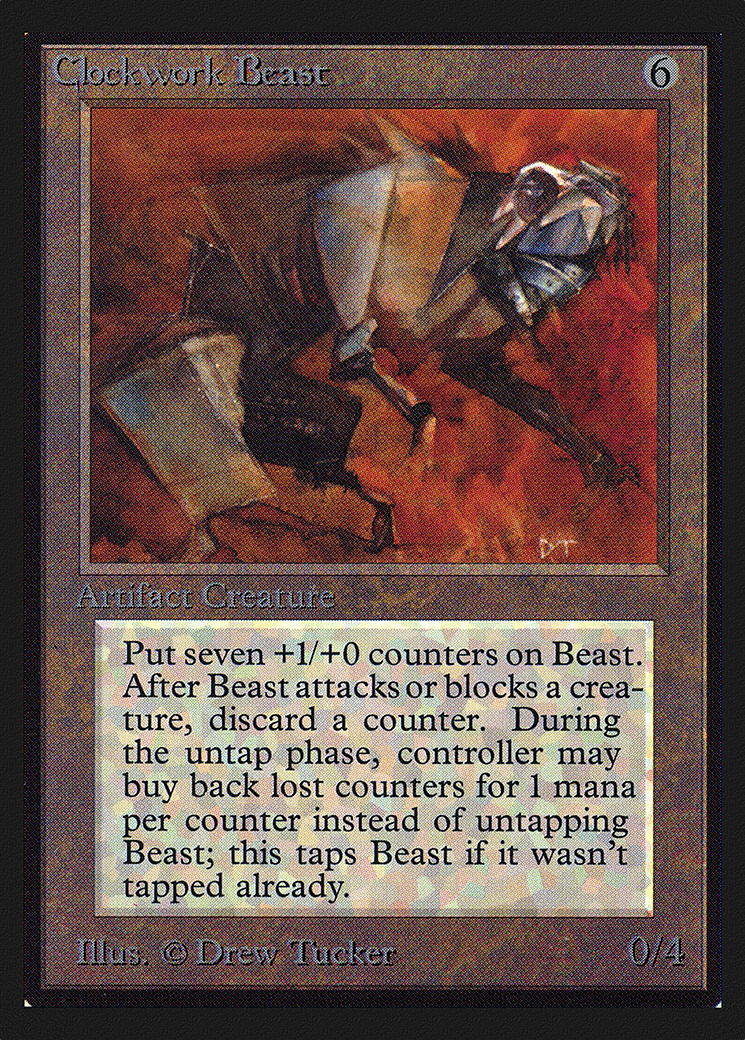 Clockwork Beast
6
DT
Artifact Creature
Put seven +1/+0 counters on Beast.
After Beast attacks or blocks a crea-
ture, discard a counter. During
the untap phase, controller may
buy back lost counters for 1 mana
per counter instead of untapping
Beast; this taps Beast if it wasn't
tapped already.
Illus. © Drew Tucker
0/4